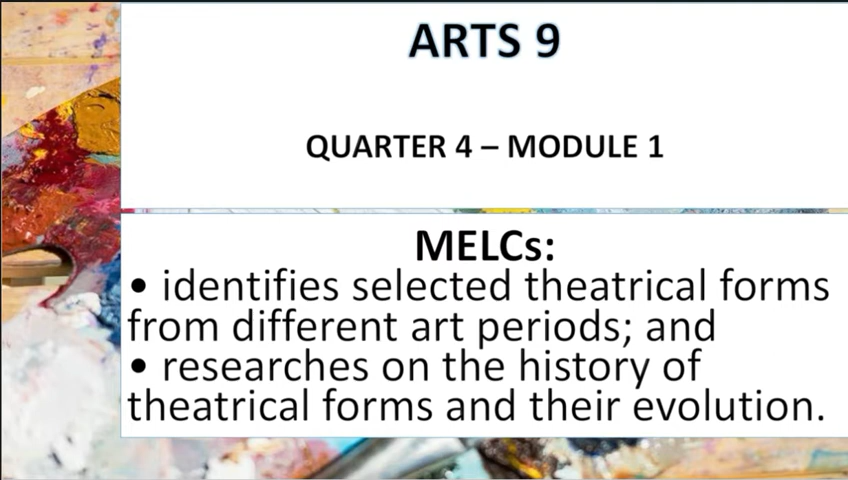 ARTS 9
QUARTER 4 – MODULE 1
MELCs:
• identifies selected theatrical forms
from different art periods; and
• researches on the history of
theatrical forms and their evolution.